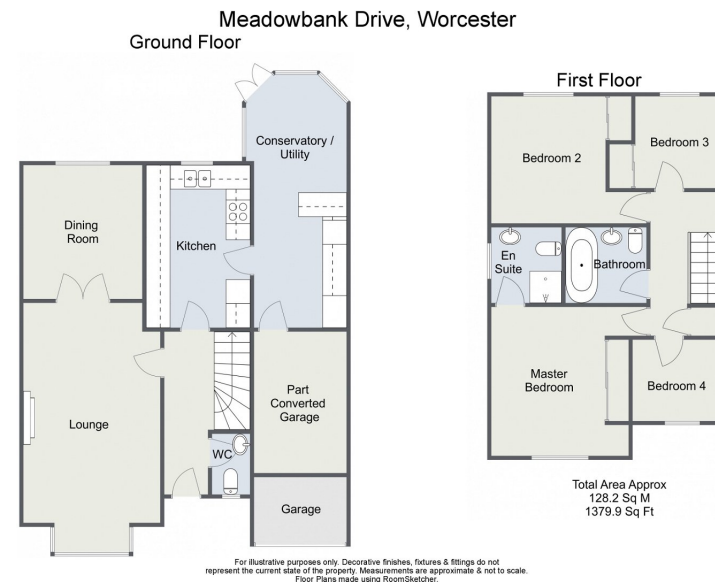 Meadowbank Drive, Worcester
Ground Floor
Conservatory /
Utility
Dining
Room
Kitchen
Lounge
Part
Converted
Garage
WC
Garage
First Floor
Bedroom 2
Bedroom 3
En
Suite
Bathroom
Master
Bedroom
Bedroom 4
Total Area Approx
128.2 Sq M
1379.9 Sq Ft
For illustrative purposes only. Decorative finishes, fixtures & fittings do not
represent the current state of the property. Measurements are approximate & not to scale.
Floor Plans made using RoomSketcher.